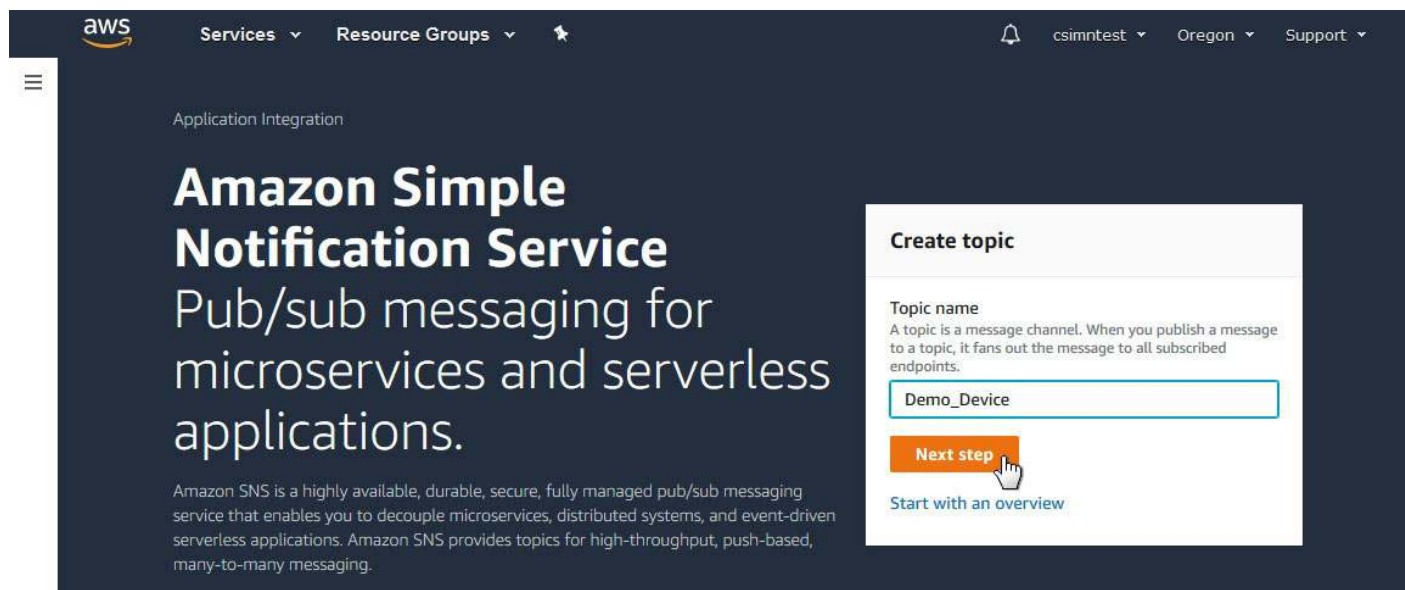 aws Services Resource Groups csimntest Oregon Support
Application Integration
Amazon Simple
Notification Service
Pub/sub messaging for
microservices and serverless
applications.
Amazon SNS is a highly available, durable, secure, fully managed pub/sub messaging
service that enables you to decouple microservices, distributed systems, and event-driven
serverless applications. Amazon SNS provides topics for high-throughput, push-based,
many-to-many messaging.
Create topic
Topic name
A topic is a message channel. When you publish a message
to a topic, it fans out the message to all subscribed
endpoints.
Demo_Device
Next step
Start with an overview